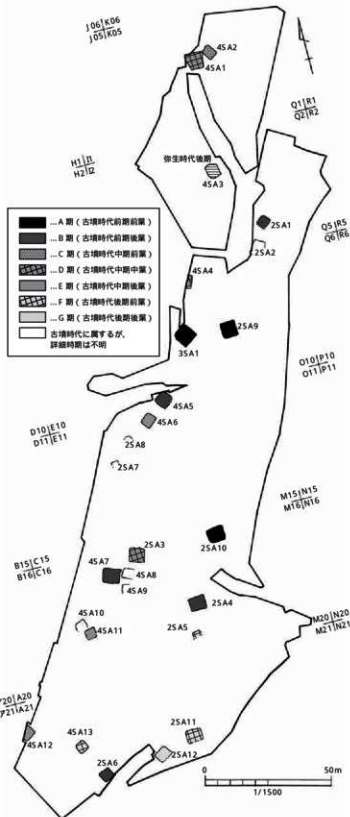 J06|K06
J05|K05
4SA2
4SA1
Q1|R1
Q2|R2
H1|I1
H2|I2
弥生時代後期
4SA3
…A 期（古墳時代前期前葉）
…B 期（古墳時代前期後葉）
…C 期（古墳時代中期前葉）
…D 期（古墳時代中期中葉）
…E 期（古墳時代中期後葉）
…F 期（古墳時代後期前葉）
…G 期（古墳時代後期後葉）
古墳時代に属するが、
詳細時期は不明
2SA1
Q5|R5
Q6|R6
2SA2
4SA4
2SA9
3SA1
O10|P10
O11|P11
4SA5
4SA6
D10|E10
D11|E11
2SA8
2SA7
M15|N15
M16|N16
2SA10
2SA3
B15|C15
B16|C16
4SA7
4SA8
4SA9
2SA4
4SA10
2SA5
M20|N20
M21|N21
4SA11
ア20|A20
ア21|A21
2SA11
4SA12
4SA13
2SA12
2SA6
0
50m
1/1500